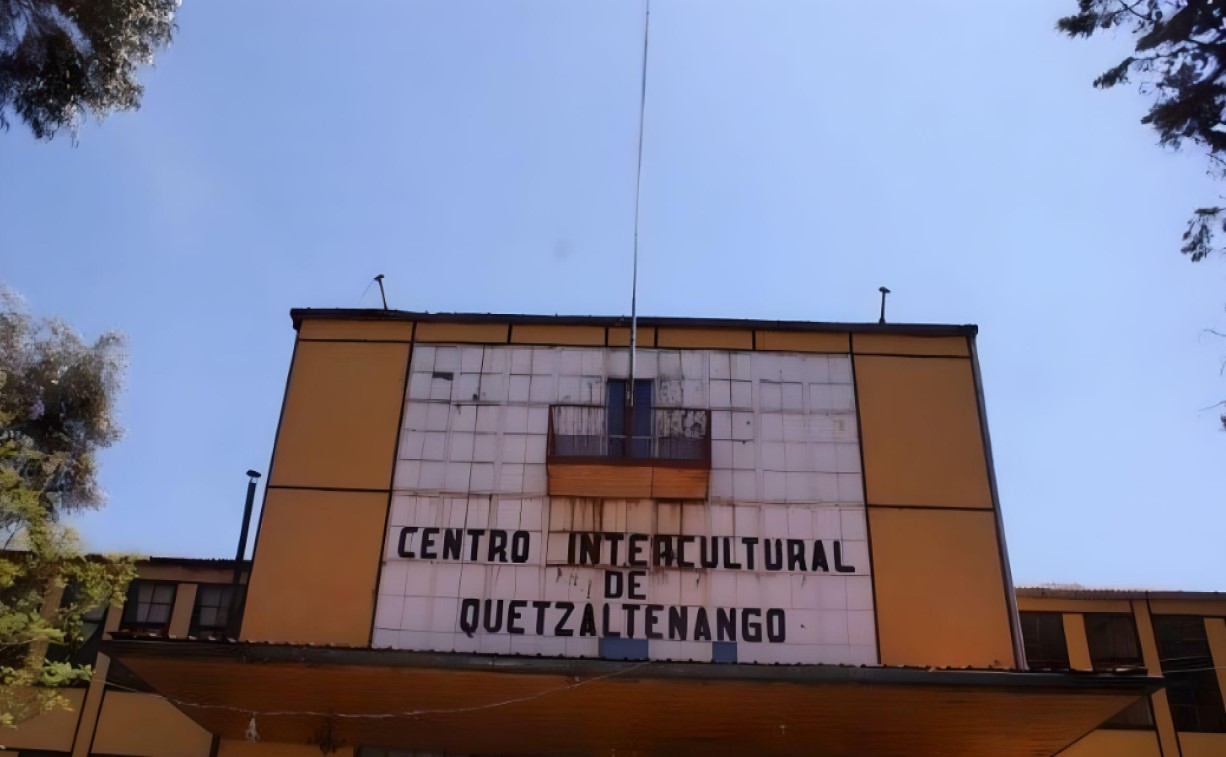 CENTRO INTERCULTURAL
DE
QUETZALTENANGO